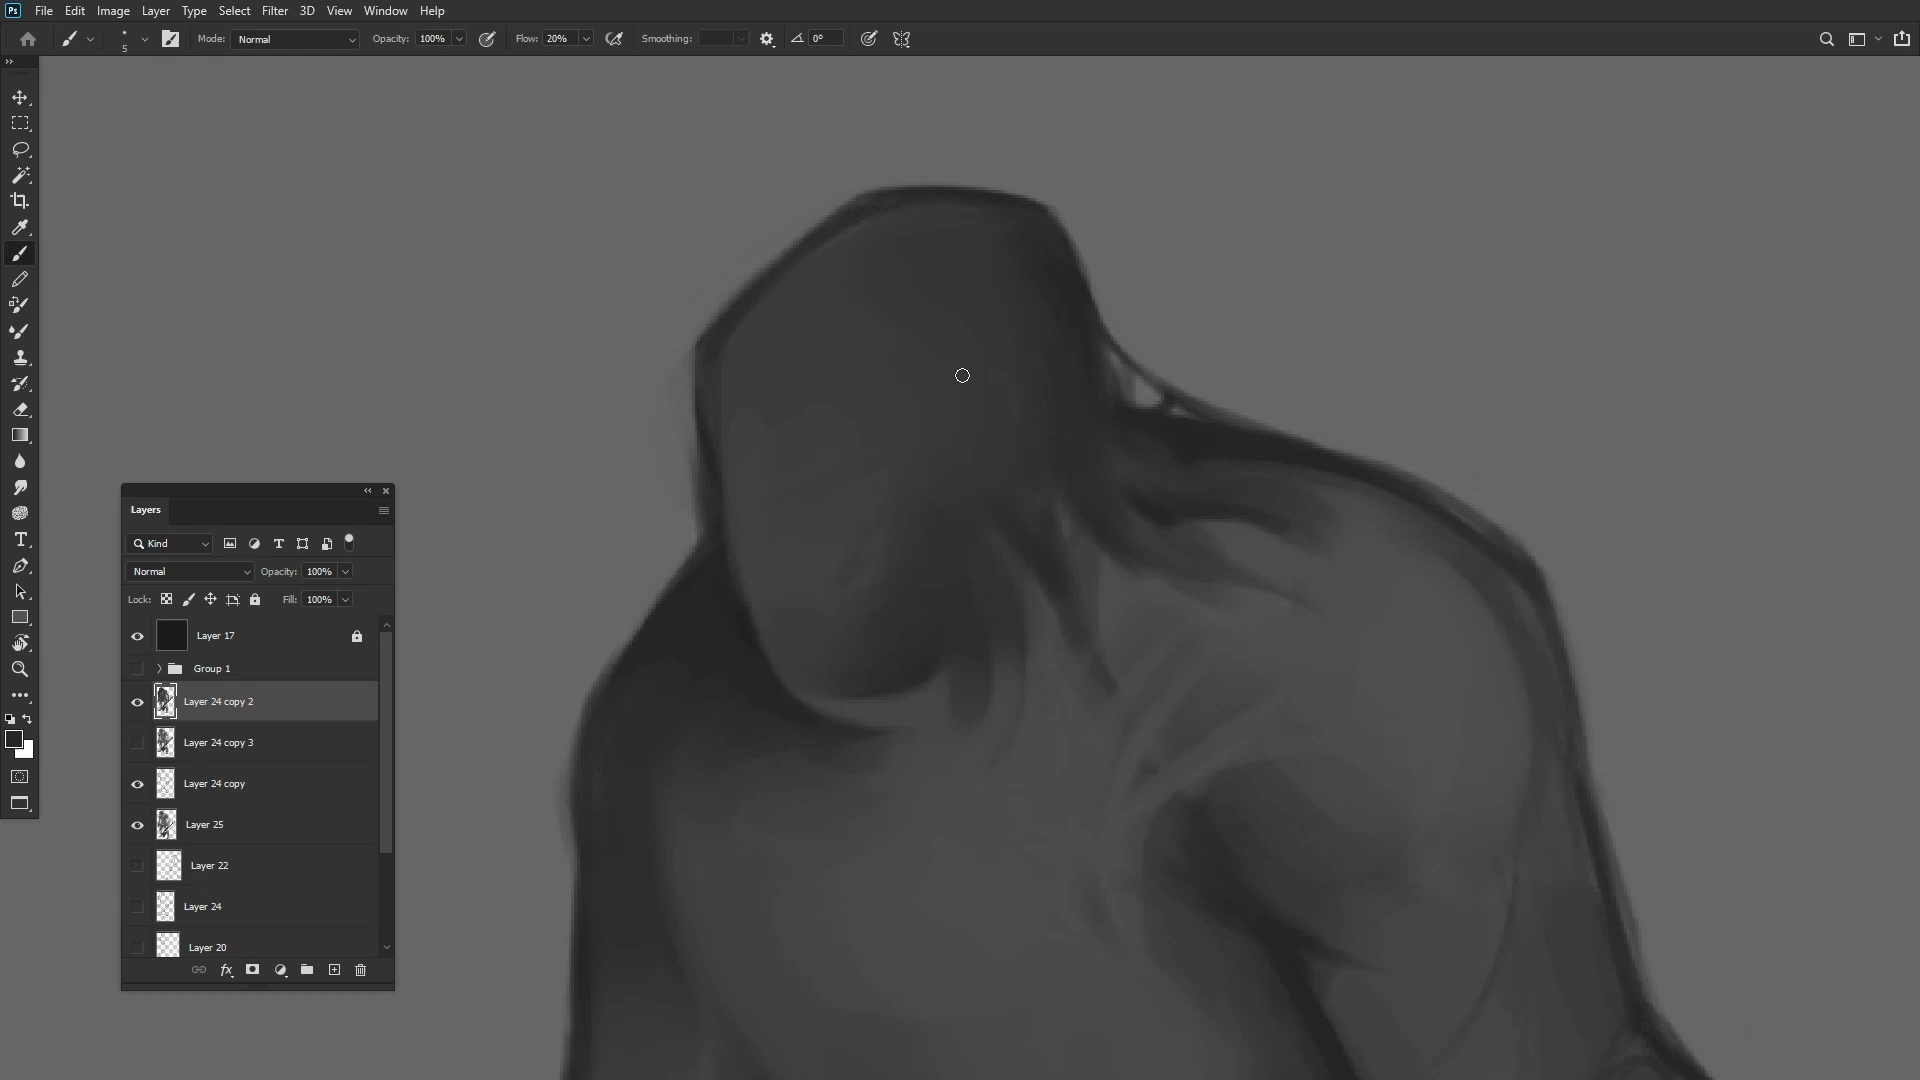 Ps File Edit Image Layer Type Select Filter 3D View Window Help
5 Mode: Normal Opacity: 100% Flow: 20% Smoothing: 0°
Layers
Kind
Normal Opacity: 100%
Lock: Fill: 100%
Layer 17
Group 1
Layer 24 copy 2
Layer 24 copy 3
Layer 24 copy
Layer 25
Layer 22
Layer 24
Layer 20
fx